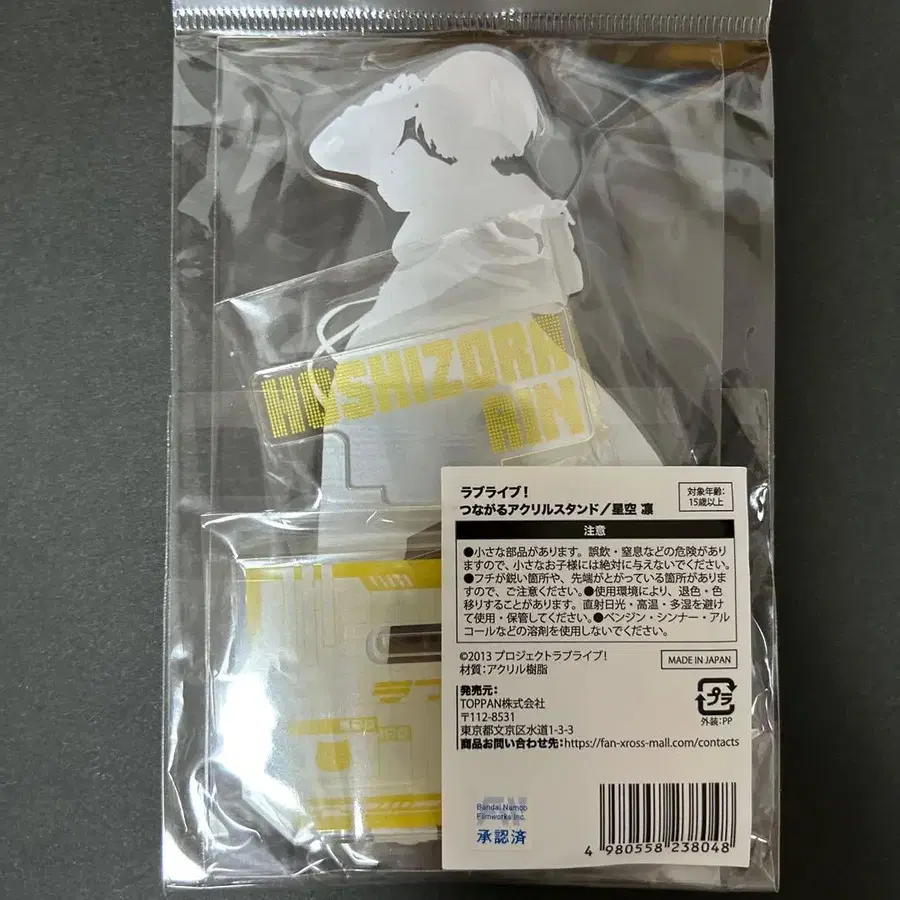 HOSHIZORA
RIN
ラブライブ！
つながるアクリルスタンド／星空 凛
対象年齢：
15歳以上
注意
●小さな部品があります。誤飲・窒息などの危険があり
ますので、小さなお子様には絶対に与えないでください。
●フチが鋭い箇所や、先端がとがっている箇所がありま
すので、ご注意ください。●使用環境により、退色・色
移りすることがあります。直射日光・高温・多湿を避け
て使用・保管してください。●ベンジン・シンナー・アル
コールなどの溶剤を使用しないでください。
©2013 プロジェクトラブライブ！
材質：アクリル樹脂
MADE IN JAPAN
発売元：
TOPPAN株式会社
〒112-8531
東京都文京区水道1-3-3
商品お問い合わせ先：https://fan-xross-mall.com/contacts
プラ
外装：PP
Bandai Namco
Filmworks Inc.
承認済
4 980558 238048